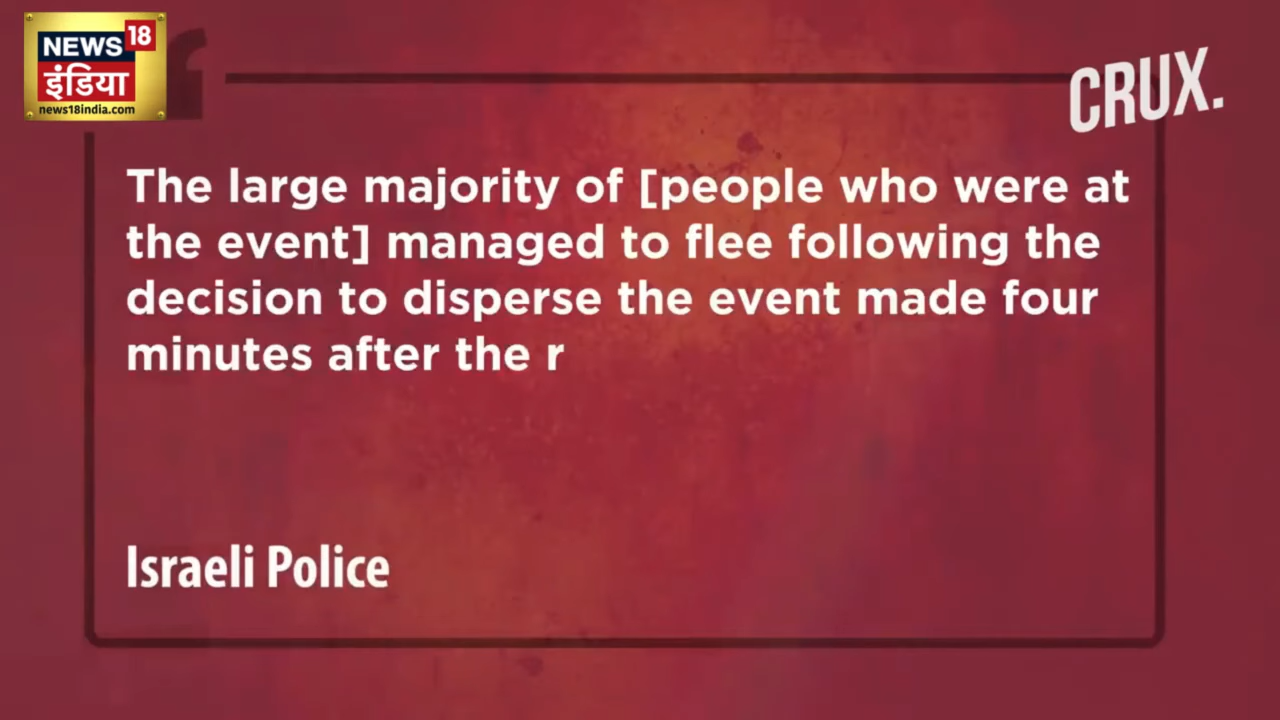 NEWS 18
इंडिया
news18india.com
CRUX.
The large majority of [people who were at
the event] managed to flee following the
decision to disperse the event made four
minutes after the r
Israeli Police